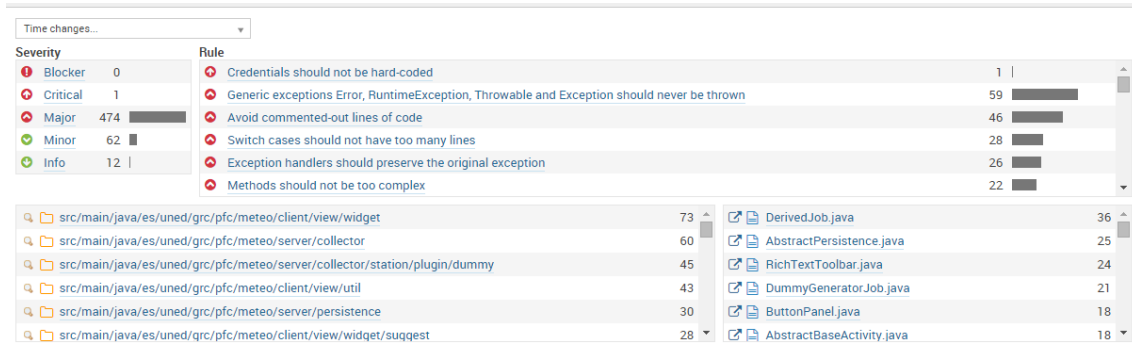 Time changes...
Severity
Rule
Blocker 0
Critical 1
Major 474
Minor 62
Info 12
Credentials should not be hard-coded 1
Generic exceptions Error, RuntimeException, Throwable and Exception should never be thrown 59
Avoid commented-out lines of code 46
Switch cases should not have too many lines 28
Exception handlers should preserve the original exception 26
Methods should not be too complex 22
src/main/java/es/uned/grc/pfc/meteo/client/view/widget 73
src/main/java/es/uned/grc/pfc/meteo/server/collector 60
src/main/java/es/uned/grc/pfc/meteo/server/collector/station/plugin/dummy 45
src/main/java/es/uned/grc/pfc/meteo/client/view/util 43
src/main/java/es/uned/grc/pfc/meteo/server/persistence 30
src/main/java/es/uned/grc/pfc/meteo/client/view/widget/suggest 28
DerivedJob.java 36
AbstractPersistence.java 25
RichTextToolbar.java 24
DummyGeneratorJob.java 21
ButtonPanel.java 18
AbstractBaseActivity.java 18